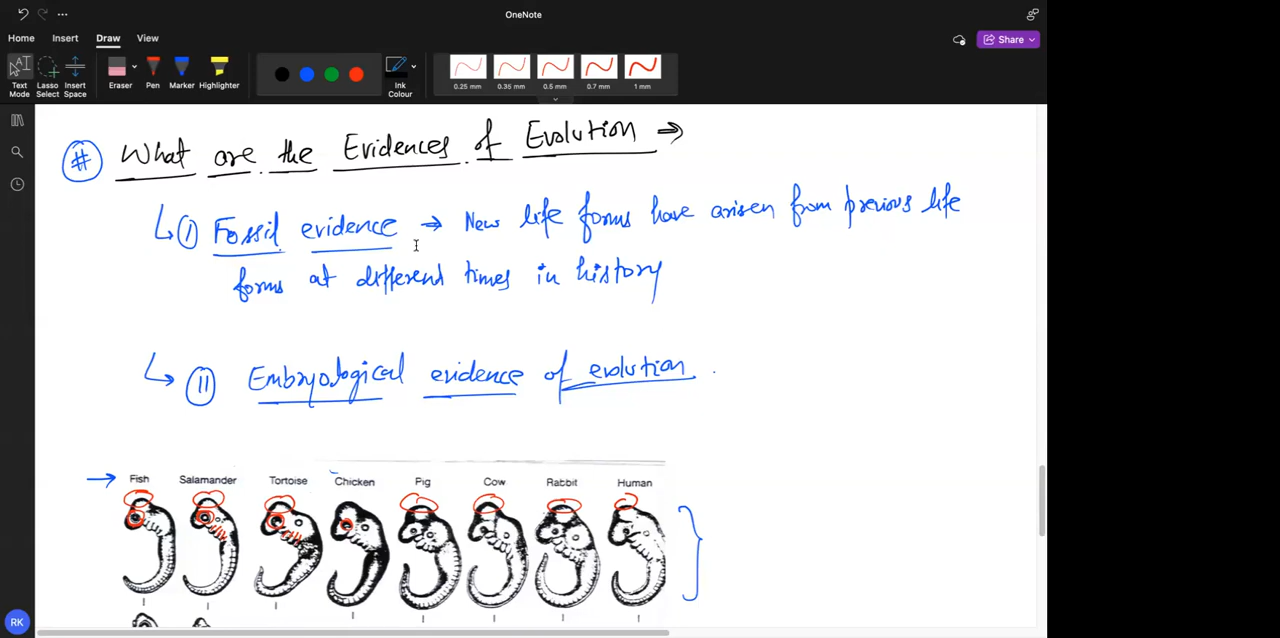 OneNote
Home Insert Draw View
Share
Text Mode
Lasso Select
Insert Space
Eraser
Pen
Marker
Highlighter
Ink Colour
0.25 mm 0.35 mm 0.5 mm 0.7 mm 1 mm
# What are the Evidences of Evolution →
↳ (I) Fossil evidence → New life forms have arisen from previous life
forms at different times in history
↳ (II) Embryological evidence of evolution.
→ Fish Salamander Tortoise Chicken Pig Cow Rabbit Human
I I I I I I I I
RK